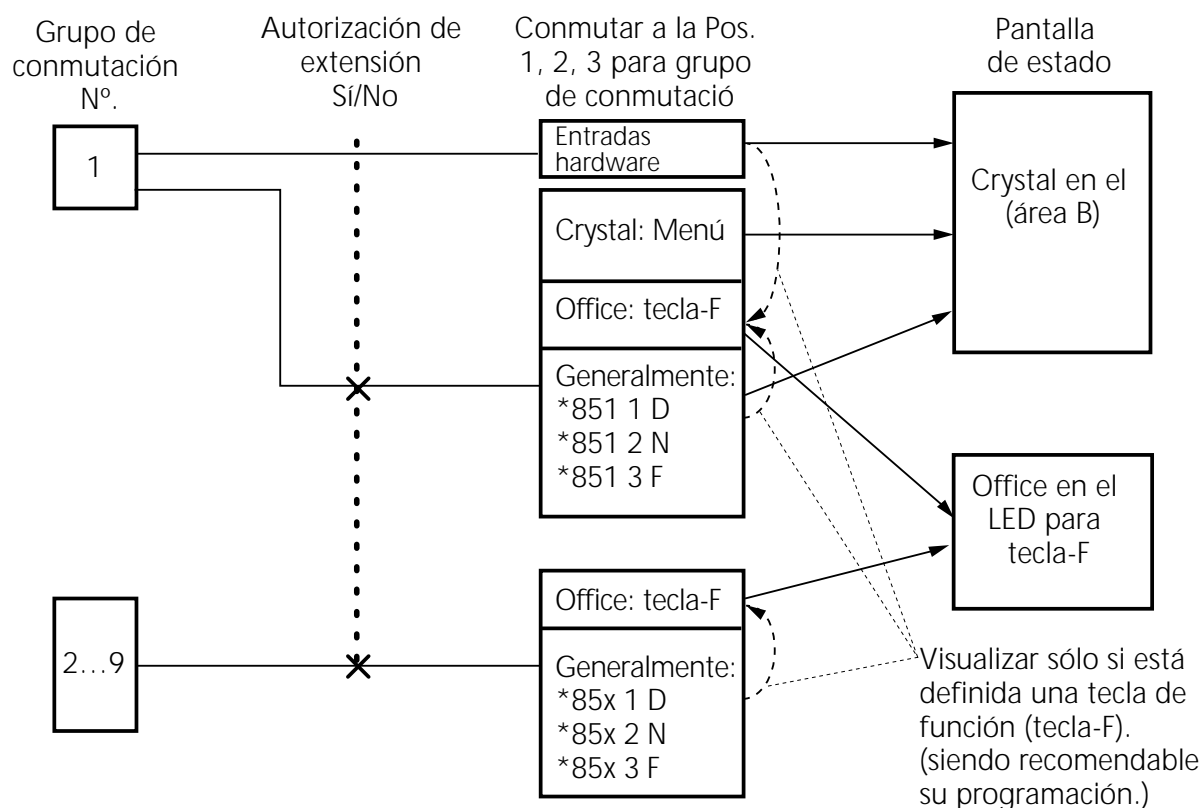 Grupo de
conmutación
Nº.
Autorización de
extensión
Sí/No
Conmutar a la Pos.
1, 2, 3 para grupo
de conmutació
Pantalla
de estado
1
Entradas
hardware
Crystal: Menú
Office: tecla-F
Generalmente:
*851 1 D
*851 2 N
*851 3 F
Crystal en el
(área B)
Office en el
LED para
tecla-F
2...9
Office: tecla-F
Generalmente:
*85x 1 D
*85x 2 N
*85x 3 F
Visualizar sólo si está
definida una tecla de
función (tecla-F).
(siendo recomendable
su programación.)